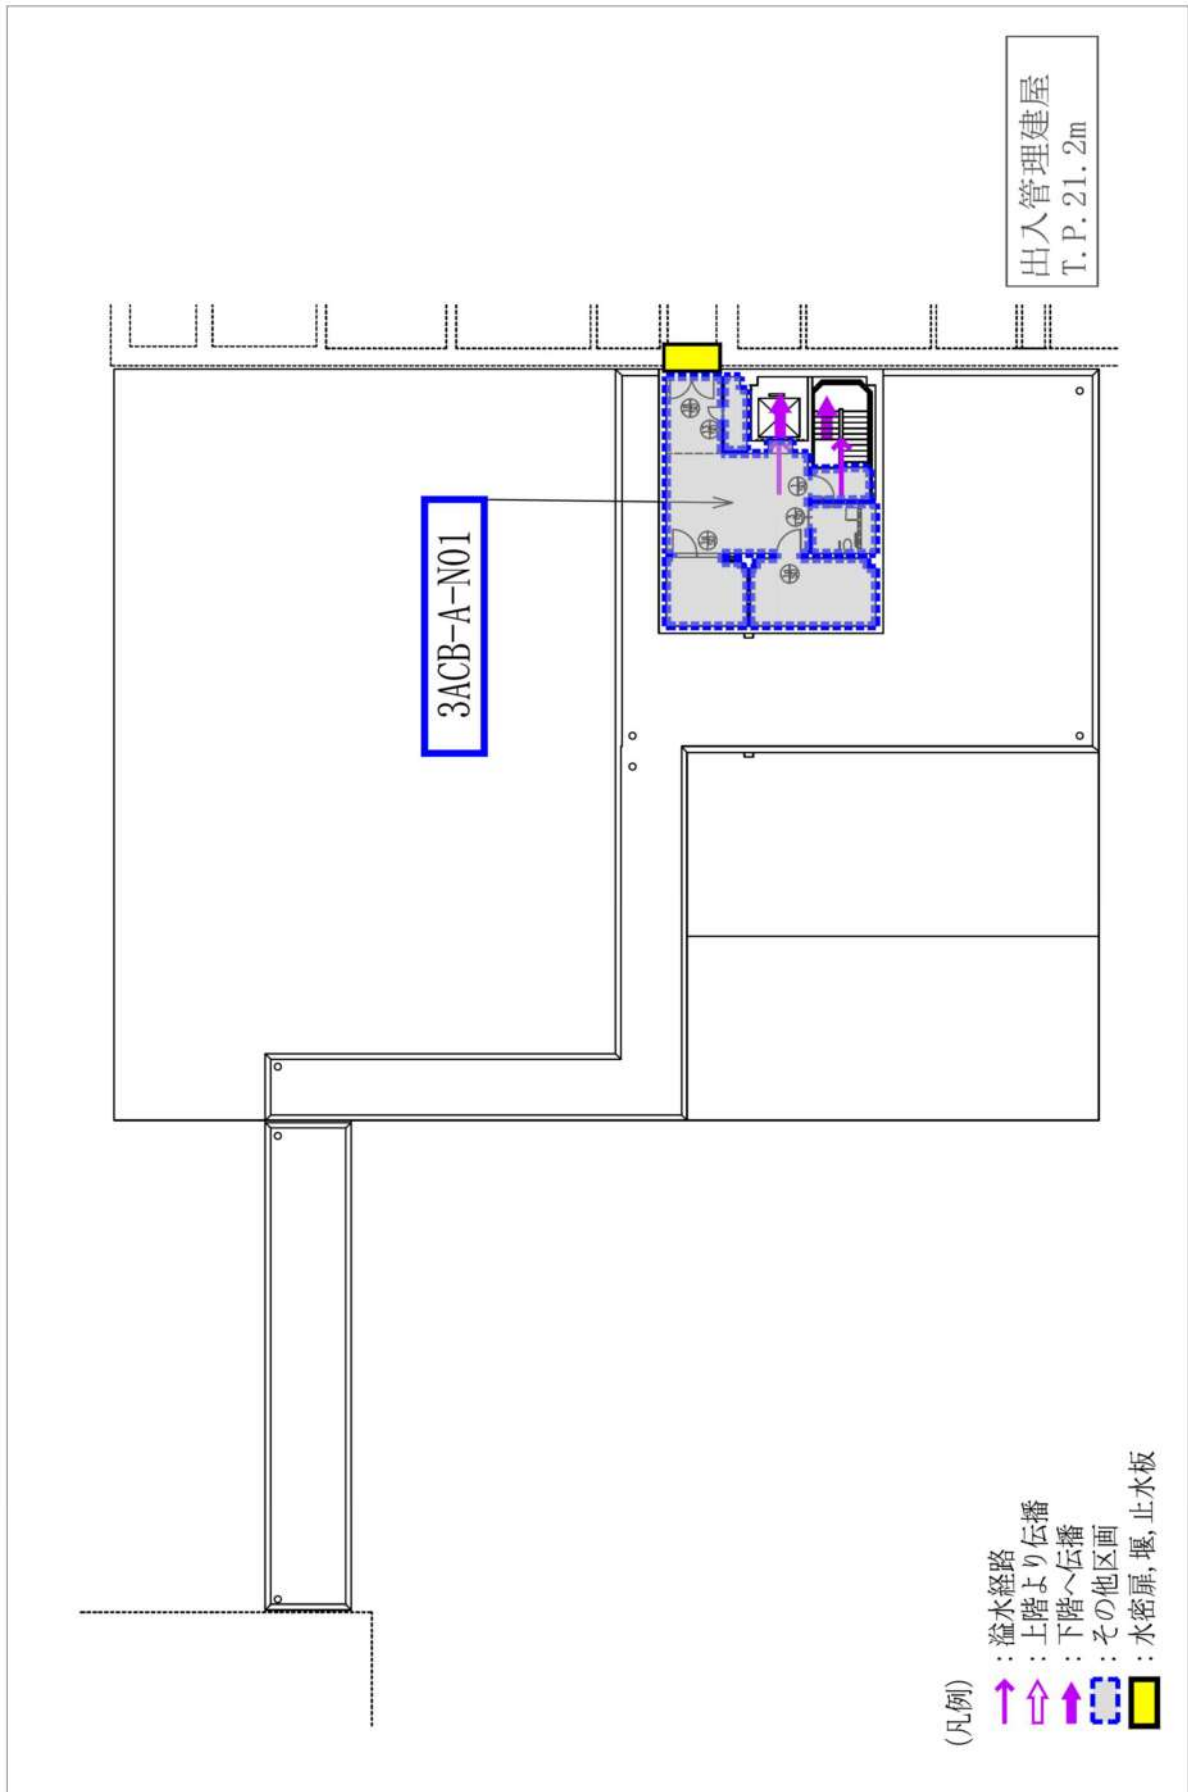 出入管理建屋
T.P.21.2m
3ACB-A-N01
(凡例)
：溢水経路
：上階より伝播
：下階へ伝播
：その他区画
：水密扉,堰,止水板